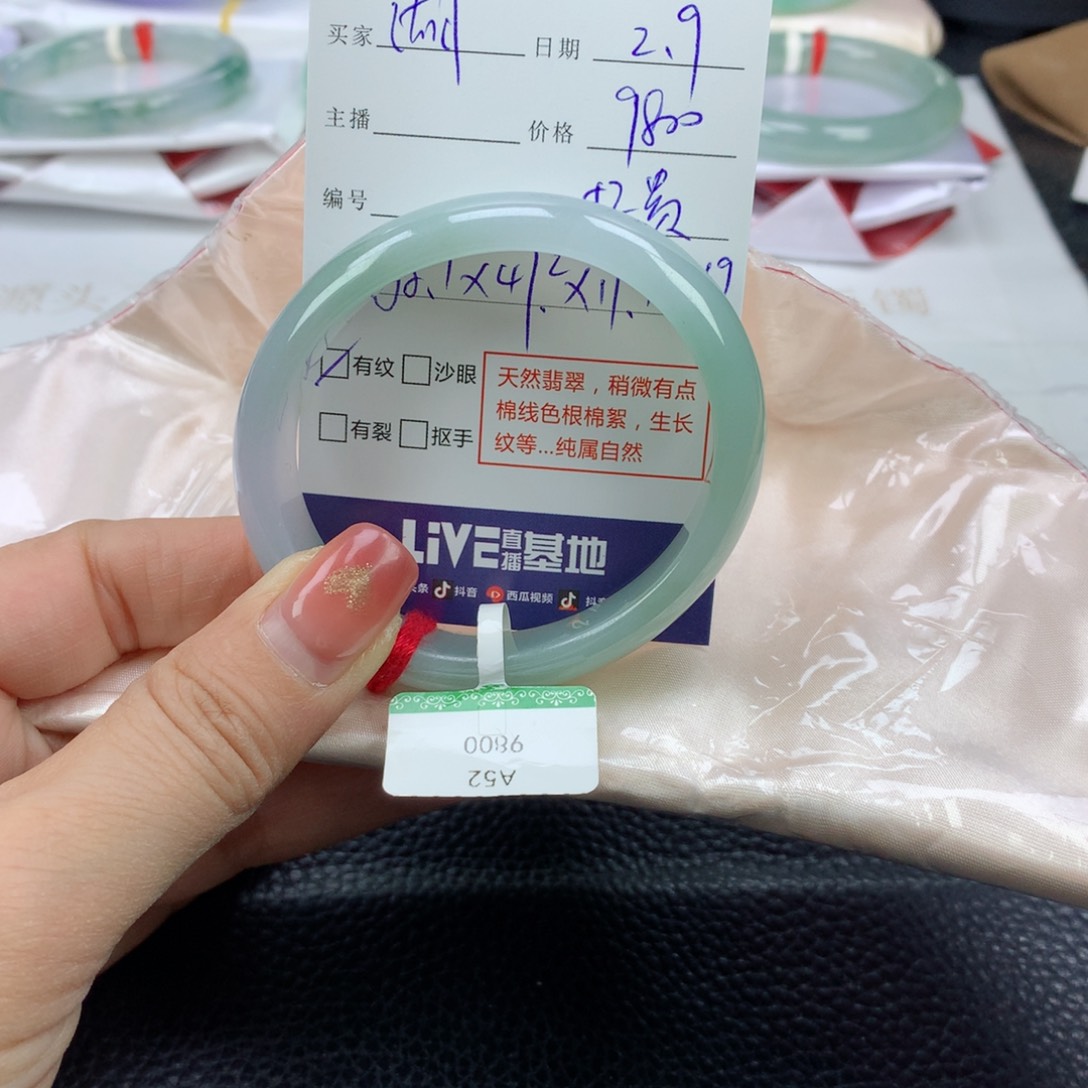 买家 日期 2.9
主播 价格 9800
编号
有纹 沙眼
有裂 抠手
天然翡翠，稍微有点
棉线色根棉絮，生长
纹等...纯属自然
LiVE直播基地
头条 抖音 西瓜视频
9800
A52